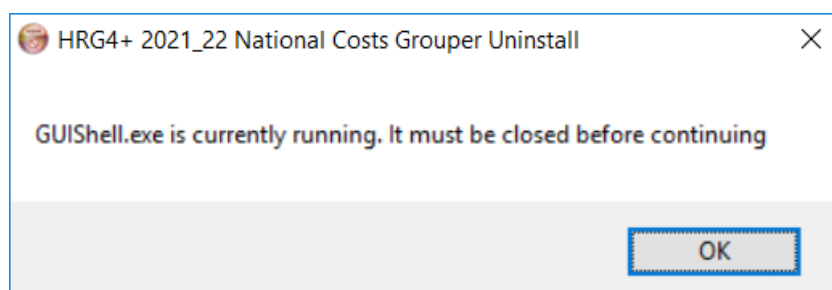 HRG4+ 2021_22 National Costs Grouper Uninstall
GUIShell.exe is currently running. It must be closed before continuing
OK